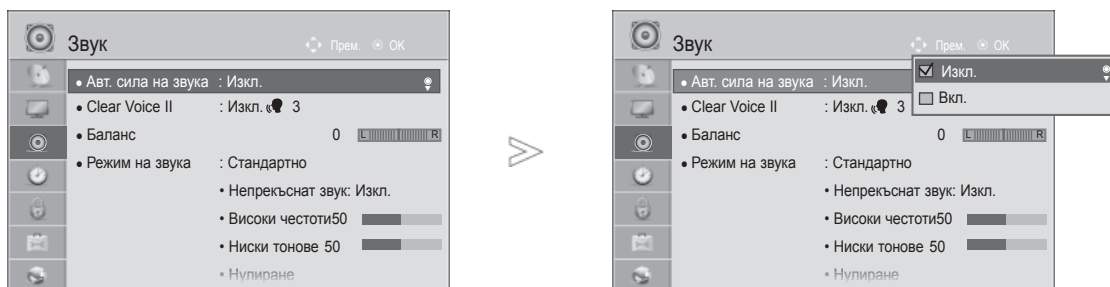 Звук
Прем. OK
Авт. сила на звука : Изкл.
Clear Voice II : Изкл. 3
Баланс 0 L R
Режим на звука : Стандартно
• Непрекъснат звук: Изкл.
• Високи честоти50
• Ниски тонове 50
• Нулиране
Звук
Прем. OK
Авт. сила на звука : Изкл.
Изкл.
Вкл.
Clear Voice II : Изкл. 3
Баланс 0 L R
Режим на звука : Стандартно
• Непрекъснат звук: Изкл.
• Високи честоти50
• Ниски тонове 50
• Нулиране